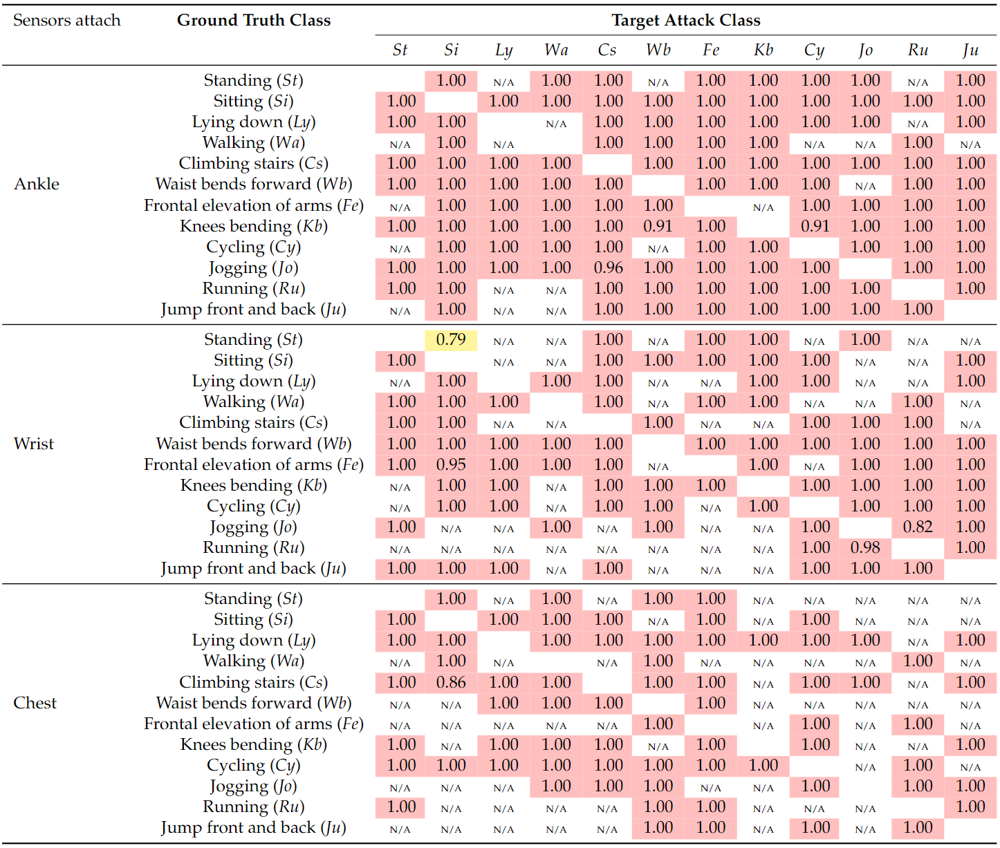 Sensors attach Ground Truth Class Target Attack Class
St Si Ly Wa Cs Wb Fe Kb Cy Jo Ru Ju
Standing (St) 1.00 N/A 1.00 1.00 N/A 1.00 1.00 1.00 1.00 N/A 1.00
Sitting (Si) 1.00 1.00 1.00 1.00 1.00 1.00 1.00 1.00 1.00 1.00 1.00
Lying down (Ly) 1.00 1.00 N/A 1.00 1.00 1.00 1.00 1.00 1.00 N/A 1.00
Walking (Wa) N/A 1.00 N/A 1.00 1.00 1.00 1.00 N/A N/A 1.00 N/A
Climbing stairs (Cs) 1.00 1.00 1.00 1.00 1.00 1.00 1.00 1.00 1.00 1.00 1.00
Ankle Waist bends forward (Wb) 1.00 1.00 1.00 1.00 1.00 1.00 1.00 1.00 N/A 1.00 1.00
Frontal elevation of arms (Fe) N/A 1.00 1.00 1.00 1.00 1.00 N/A 1.00 1.00 1.00 1.00
Knees bending (Kb) 1.00 1.00 1.00 1.00 1.00 0.91 1.00 0.91 1.00 1.00 1.00
Cycling (Cy) N/A 1.00 1.00 1.00 1.00 N/A 1.00 1.00 1.00 1.00 1.00
Jogging (Jo) 1.00 1.00 1.00 1.00 0.96 1.00 1.00 1.00 1.00 1.00 1.00
Running (Ru) 1.00 1.00 N/A N/A 1.00 1.00 1.00 1.00 1.00 1.00 1.00
Jump front and back (Ju) N/A 1.00 N/A N/A 1.00 1.00 1.00 1.00 1.00 1.00 1.00
Standing (St) 0.79 N/A N/A 1.00 N/A 1.00 1.00 N/A 1.00 N/A N/A
Sitting (Si) 1.00 N/A N/A 1.00 1.00 1.00 1.00 1.00 N/A N/A 1.00
Lying down (Ly) N/A 1.00 1.00 1.00 N/A N/A 1.00 1.00 N/A N/A 1.00
Walking (Wa) 1.00 1.00 1.00 1.00 N/A 1.00 1.00 N/A N/A 1.00 N/A
Climbing stairs (Cs) 1.00 1.00 N/A N/A 1.00 N/A N/A 1.00 1.00 1.00 N/A
Wrist Waist bends forward (Wb) 1.00 1.00 1.00 1.00 1.00 1.00 1.00 1.00 1.00 1.00 1.00
Frontal elevation of arms (Fe) 1.00 0.95 1.00 1.00 1.00 N/A 1.00 N/A 1.00 1.00 1.00
Knees bending (Kb) N/A 1.00 1.00 N/A 1.00 1.00 1.00 1.00 1.00 1.00 1.00
Cycling (Cy) N/A 1.00 1.00 N/A 1.00 1.00 N/A 1.00 1.00 1.00 1.00
Jogging (Jo) 1.00 N/A N/A 1.00 N/A 1.00 N/A N/A 1.00 0.82 1.00
Running (Ru) N/A N/A N/A N/A N/A N/A N/A N/A 1.00 0.98 1.00
Jump front and back (Ju) 1.00 1.00 1.00 N/A 1.00 N/A N/A N/A 1.00 1.00 1.00
Standing (St) 1.00 N/A 1.00 N/A 1.00 1.00 N/A N/A N/A N/A N/A
Sitting (Si) 1.00 1.00 1.00 1.00 N/A 1.00 N/A 1.00 N/A N/A N/A
Lying down (Ly) 1.00 1.00 1.00 1.00 1.00 1.00 1.00 1.00 1.00 N/A 1.00
Walking (Wa) N/A 1.00 N/A N/A 1.00 N/A N/A N/A N/A 1.00 N/A
Climbing stairs (Cs) 1.00 0.86 1.00 1.00 1.00 1.00 N/A 1.00 1.00 N/A 1.00
Chest Waist bends forward (Wb) N/A N/A 1.00 1.00 1.00 1.00 N/A N/A N/A N/A N/A
Frontal elevation of arms (Fe) N/A N/A N/A N/A N/A 1.00 N/A 1.00 N/A 1.00 N/A
Knees bending (Kb) 1.00 N/A 1.00 1.00 1.00 N/A 1.00 1.00 N/A N/A 1.00
Cycling (Cy) 1.00 1.00 1.00 1.00 1.00 1.00 1.00 1.00 N/A 1.00 N/A
Jogging (Jo) N/A N/A N/A 1.00 1.00 1.00 N/A N/A 1.00 1.00 1.00
Running (Ru) 1.00 N/A N/A N/A N/A 1.00 1.00 N/A N/A N/A 1.00
Jump front and back (Ju) N/A N/A N/A N/A N/A 1.00 1.00 N/A 1.00 N/A 1.00